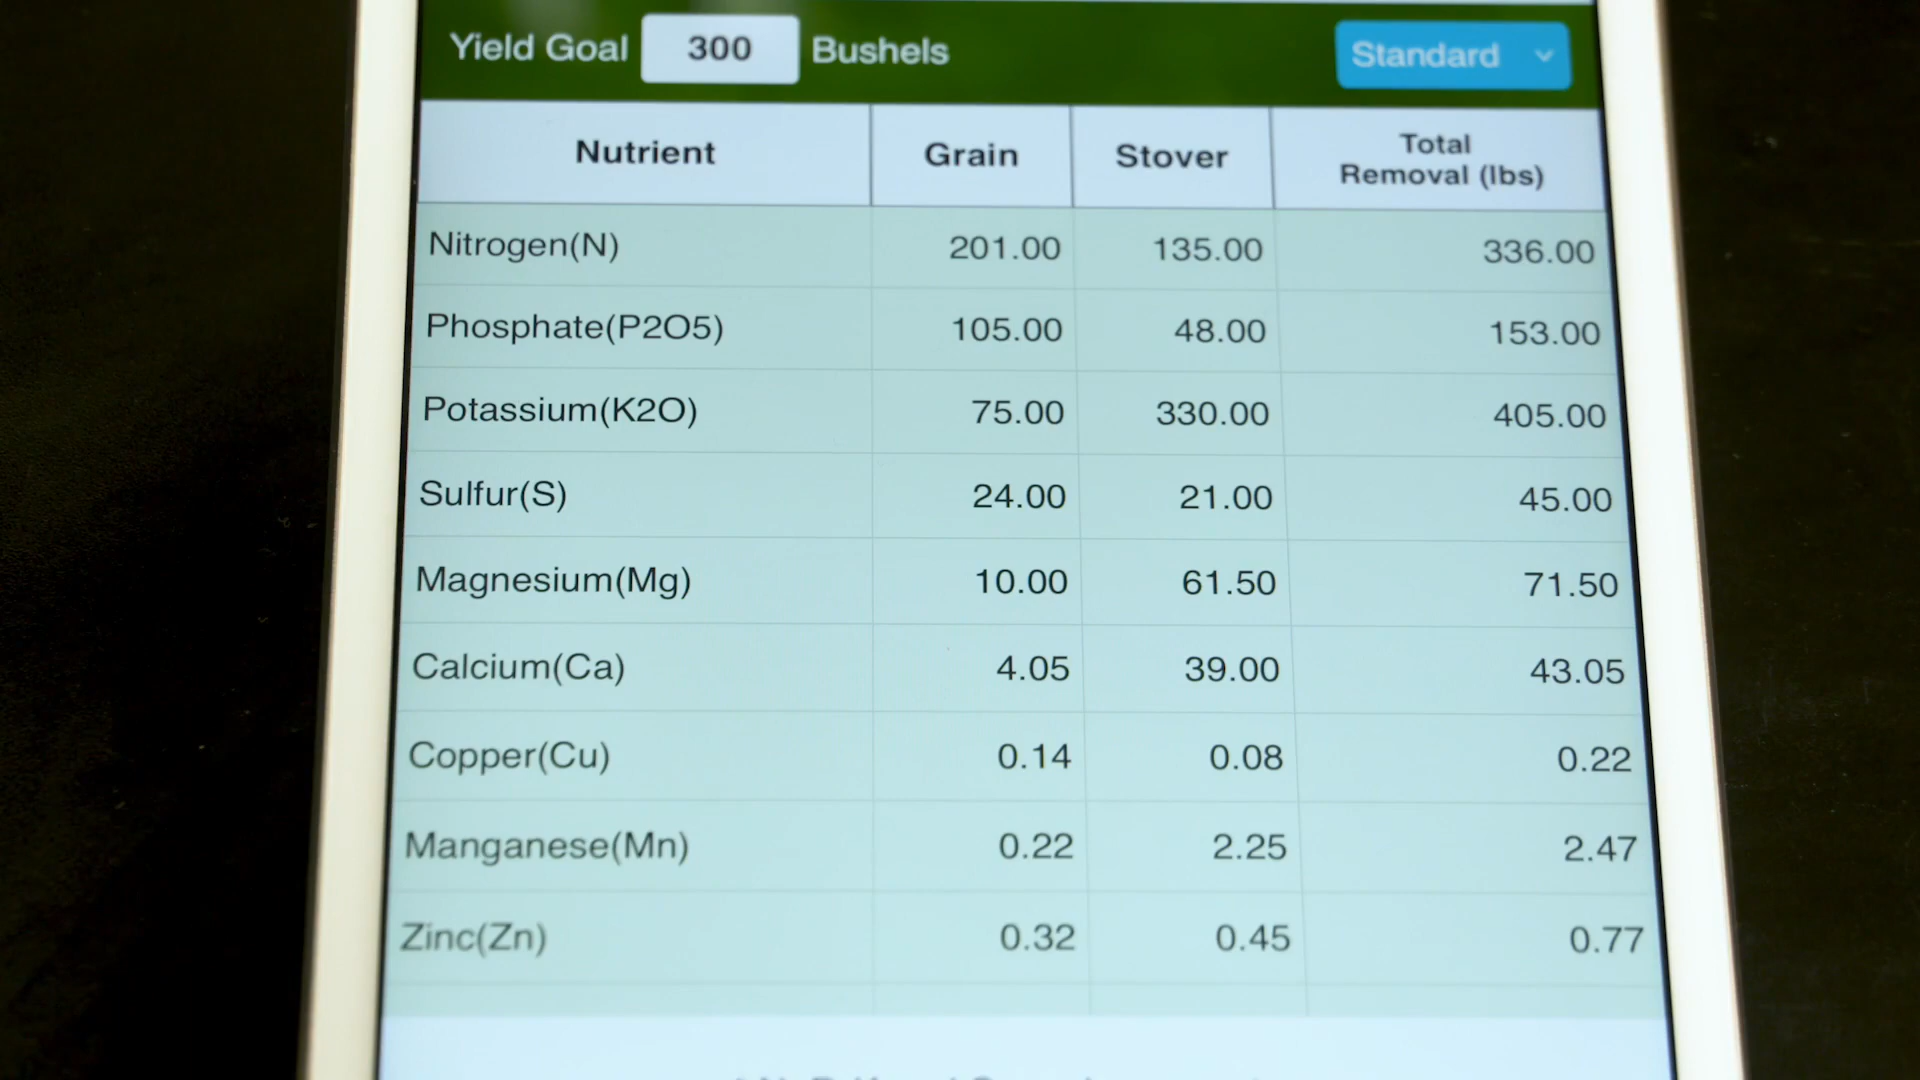 Yield Goal 300 Bushels Standard
Nutrient Grain Stover Total Removal (lbs)
Nitrogen(N) 201.00 135.00 336.00
Phosphate(P2O5) 105.00 48.00 153.00
Potassium(K2O) 75.00 330.00 405.00
Sulfur(S) 24.00 21.00 45.00
Magnesium(Mg) 10.00 61.50 71.50
Calcium(Ca) 4.05 39.00 43.05
Copper(Cu) 0.14 0.08 0.22
Manganese(Mn) 0.22 2.25 2.47
Zinc(Zn) 0.32 0.45 0.77